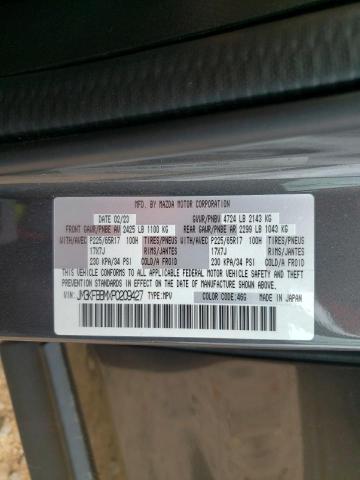 MFD. BY MAZDA MOTOR CORPORATION
DATE 02/23 GVWR/PNBV 4724 LB 2143 KG
FRONT GAWR/PNBE AV 2425 LB 1100 KG REAR GAWR/PNBE AR 2299 LB 1043 KG
WITH/AVEC P225/65R17 100H TIRES/PNEUS WITH/AVEC P225/65R17 100H TIRES/PNEUS
17X7J RIMS/JANTES 17X7J RIMS/JANTES
230 KPA/34 PSI COLD/A FROID 230 KPA/34 PSI COLD/A FROID
THIS VEHICLE CONFORMS TO ALL APPLICABLE FEDERAL MOTOR VEHICLE SAFETY, BUMPER, AND THEFT
PREVENTION STANDARDS IN EFFECT ON THE DATE OF MANUFACTURE SHOWN ABOVE.
VIN: JM3KFBBMXP0209427 TYPE:MPV COLOR CODE:46G MADE IN JAPAN